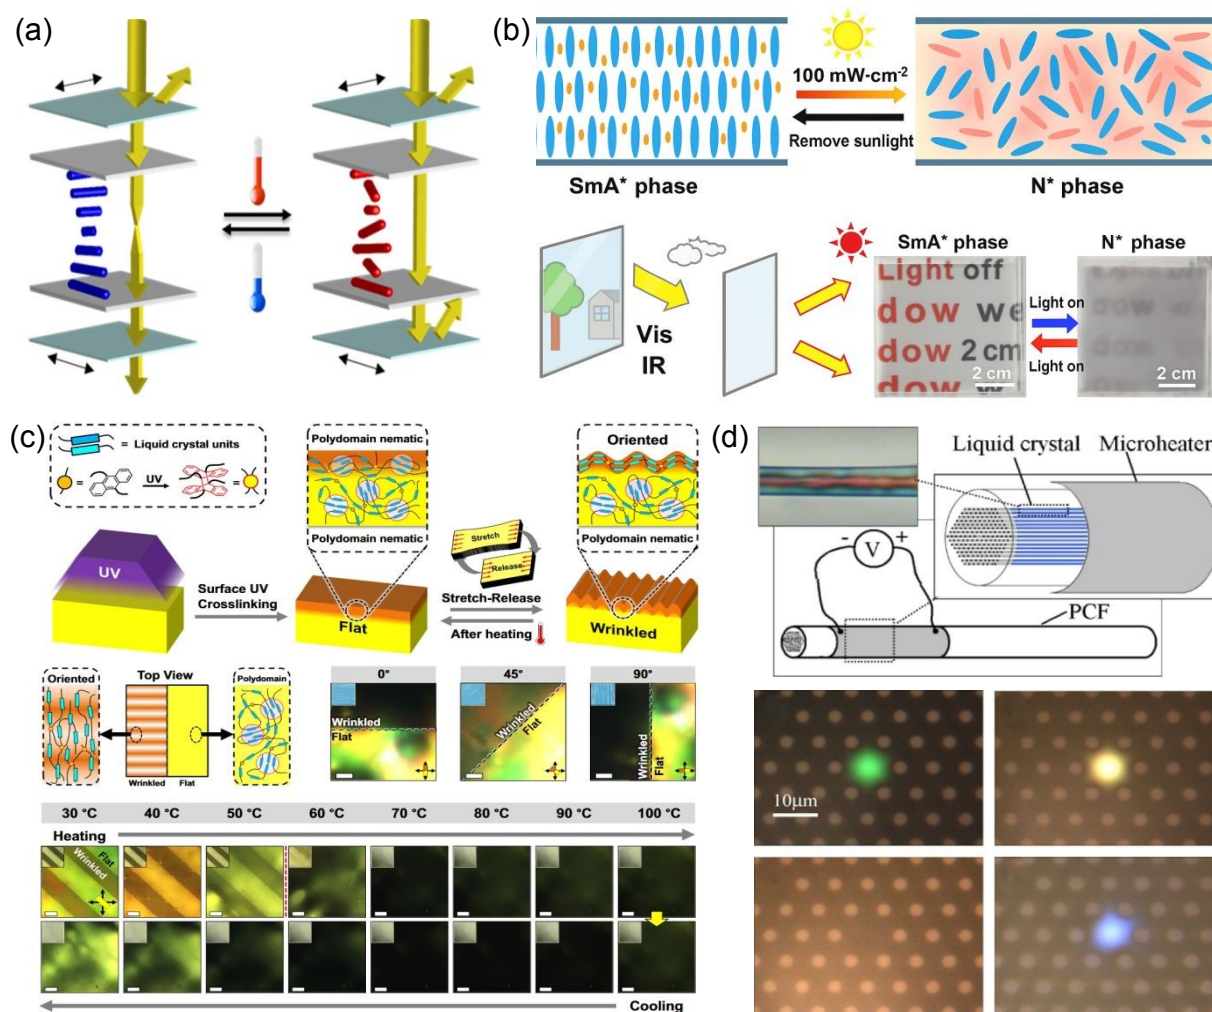 (a)
(b)
100 mW·cm-2
Remove sunlight
SmA* phase
N* phase
Vis
IR
SmA* phase
N* phase
Light off
dow we
dow 2 cm
dow w
2 cm
Light on
Light on
dow w
dow
2 cm
(c)
= Liquid crystal units
=
UV
=
Polydomain nematic
Polydomain nematic
Oriented
Polydomain nematic
UV
Surface UV
Crosslinking
Flat
Stretch
Release
Stretch-Release
After heating
Wrinkled
Oriented
Top View
Polydomain
Wrinkled
Flat
0°
45°
90°
Wrinkled
Flat
Wrinkled
Flat
Wrinkled
Flat
30 °C
40 °C
50 °C
60 °C
70 °C
80 °C
90 °C
100 °C
Heating
Flat
Wrinkled
Cooling
(d)
Liquid crystal
Microheater
- V +
PCF
10μm